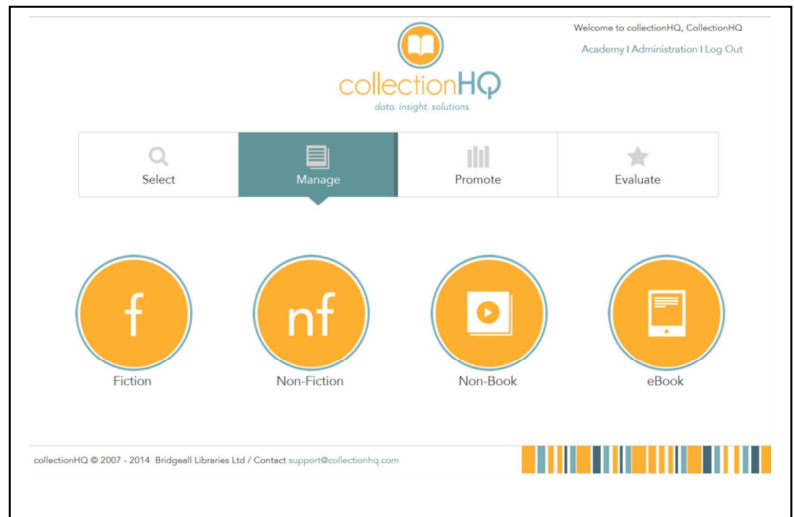 Welcome to collectionHQ, CollectionHQ
Academy I Administration I Log Out
collectionHQ
data. insight. solutions.
Select
Manage
Promote
Evaluate
f
nf
Fiction
Non-Fiction
Non-Book
eBook
collectionHQ © 2007 - 2014 Bridgeall Libraries Ltd / Contact support@collectionhq.com